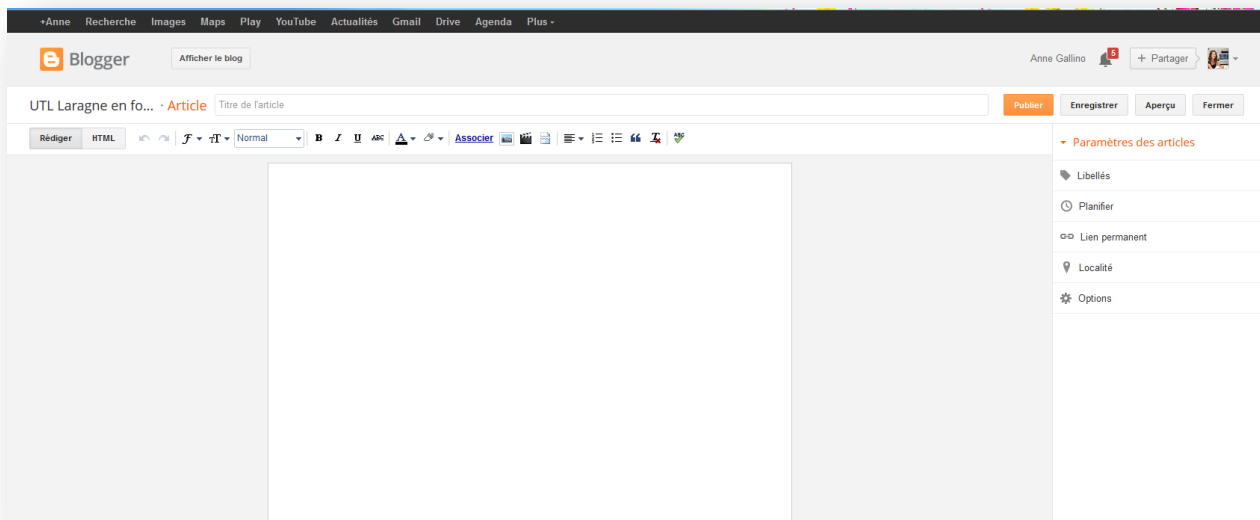 +Anne Recherche Images Maps Play YouTube Actualités Gmail Drive Agenda Plus
Blogger Afficher le blog Anne Gallino 5 + Partager
UTL Laragne en fo... · Article Titre de l'article Publier Enregistrer Aperçu Fermer
Rédiger HTML F TT Normal B I U ABC A Associer ABC
Paramètres des articles
Libellés
Planifier
Lien permanent
Localité
Options